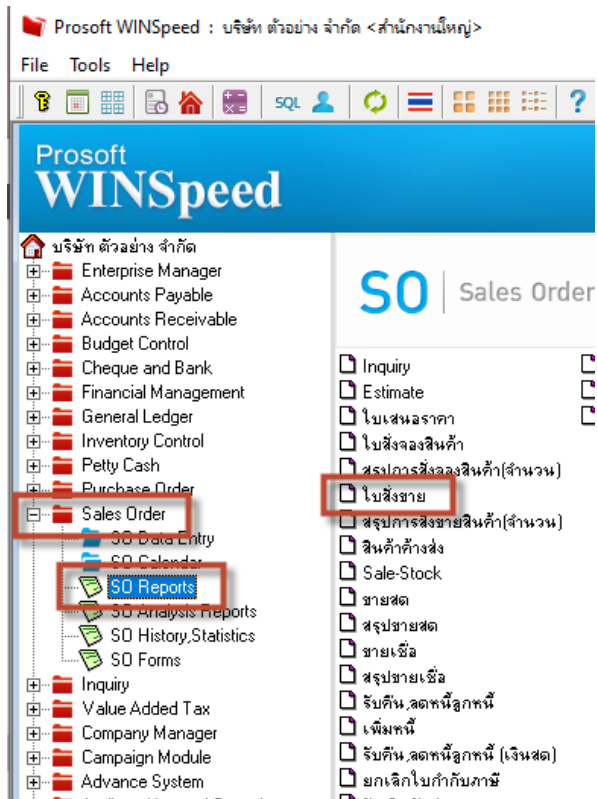 Prosoft WINSpeed : บริษัท ตัวอย่าง จำกัด <สำนักงานใหญ่>
File Tools Help
SQL ?
Prosoft
WINSpeed
บริษัท ตัวอย่าง จำกัด
Enterprise Manager
Accounts Payable
Accounts Receivable
Budget Control
Cheque and Bank
Financial Management
General Ledger
Inventory Control
Petty Cash
Purchase Order
Sales Order
SO Data Entry
SO Calendar
SO Reports
SO Analysis Reports
SO History,Statistics
SO Forms
Inquiry
Value Added Tax
Company Manager
Campaign Module
Advance System
SO Sales Order
Inquiry
Estimate
ใบเสนอราคา
ใบสั่งจองสินค้า
สรุปการสั่งจองสินค้า(จำนวน)
ใบสั่งขาย
สรุปการสั่งขายสินค้า(จำนวน)
สินค้าค้างส่ง
Sale-Stock
ขายสด
สรุปขายสด
ขายเชื่อ
สรุปขายเชื่อ
รับคืน,ลดหนี้ลูกหนี้
เพิ่มหนี้
รับคืน,ลดหนี้ลูกหนี้ (เงินสด)
ยกเลิกใบกำกับภาษี